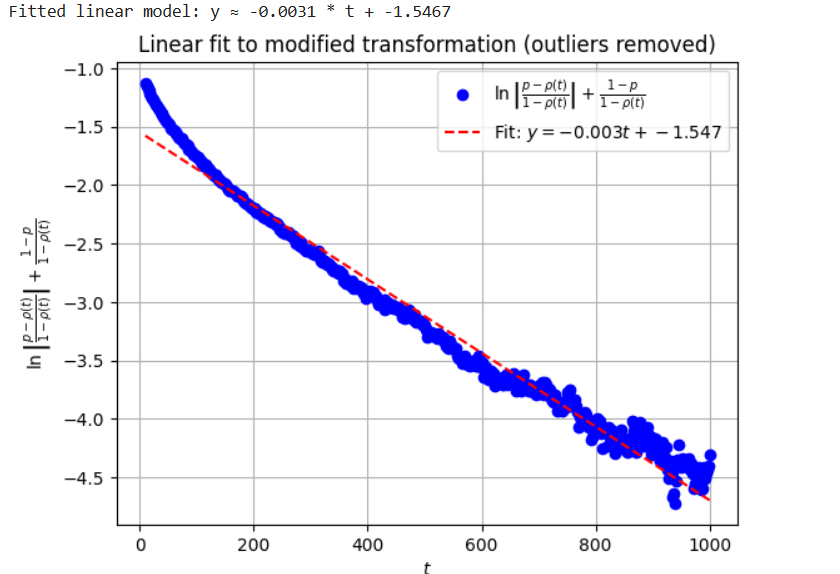 Fitted linear model: y ≈ -0.0031 * t + -1.5467
Linear fit to modified transformation (outliers removed)
ln |p − ρ(t) / 1 − ρ(t)| + 1 − p / 1 − ρ(t)
Fit: y = −0.003t + − 1.547
ln |p − ρ(t) / 1 − ρ(t)| + 1 − p / 1 − ρ(t)
−1.0
−1.5
−2.0
−2.5
−3.0
−3.5
−4.0
−4.5
0 200 400 600 800 1000
t